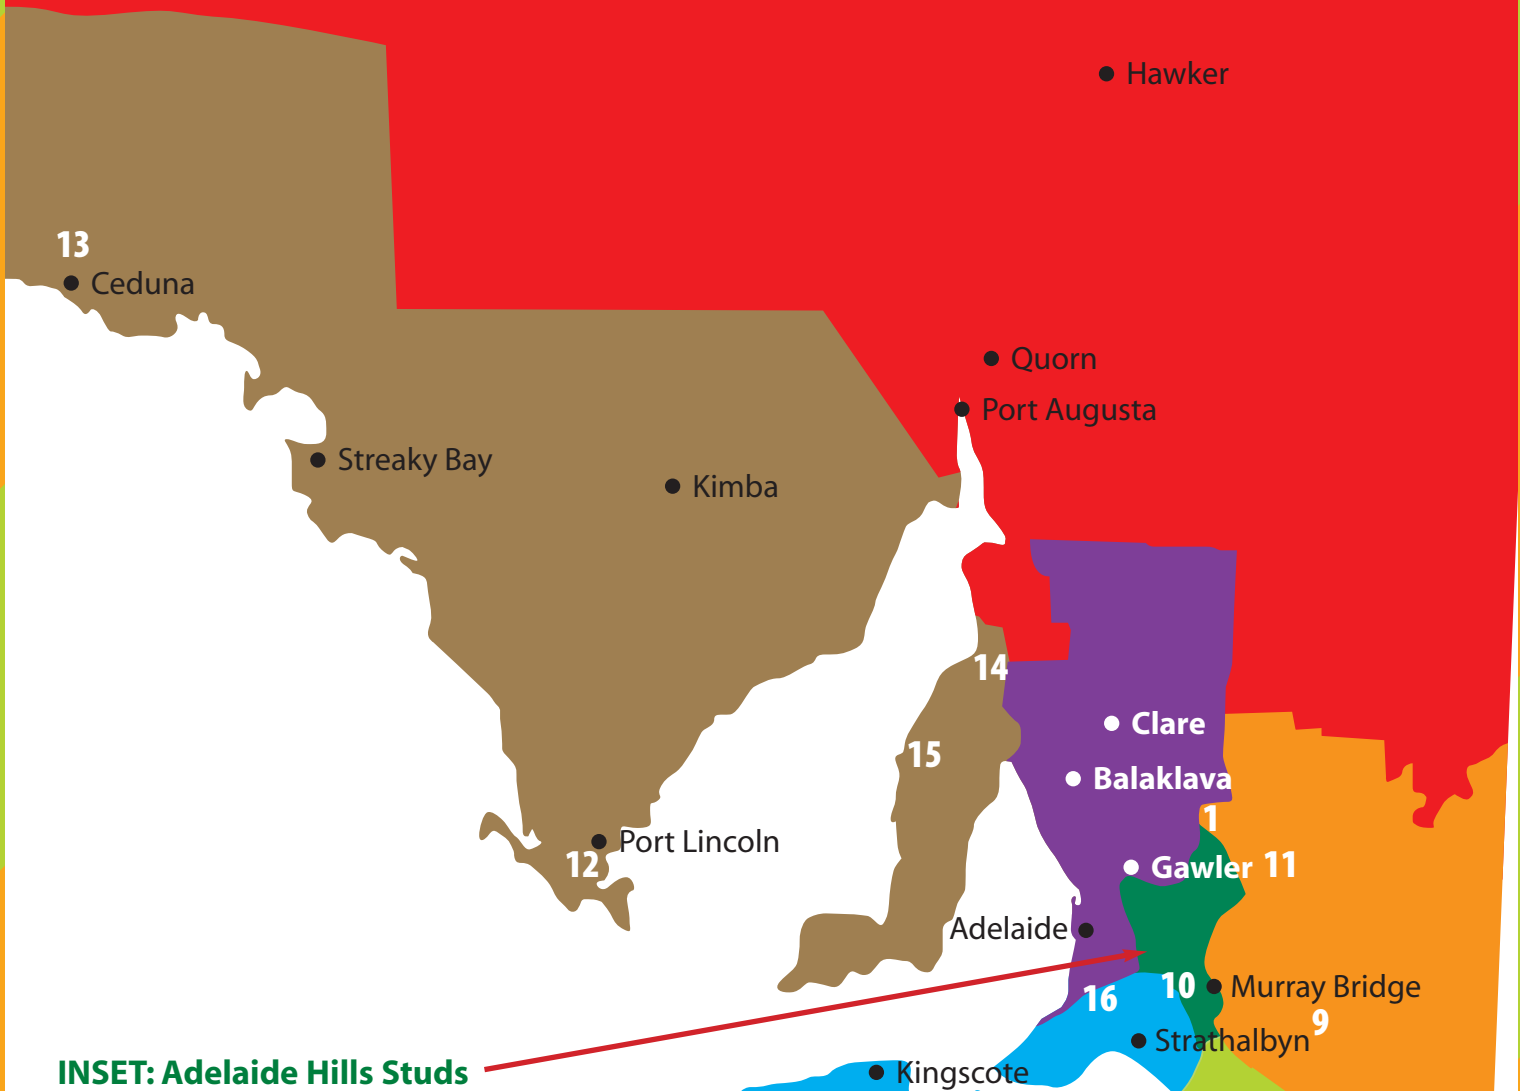 Hawker
13
Ceduna
Quorn
Port Augusta
Streaky Bay
Kimba
14
Clare
15
Balaklava
1
Port Lincoln
12
Gawler 11
Adelaide
10
Murray Bridge
16
9
Strathalbyn
INSET: Adelaide Hills Studs
Kingscote